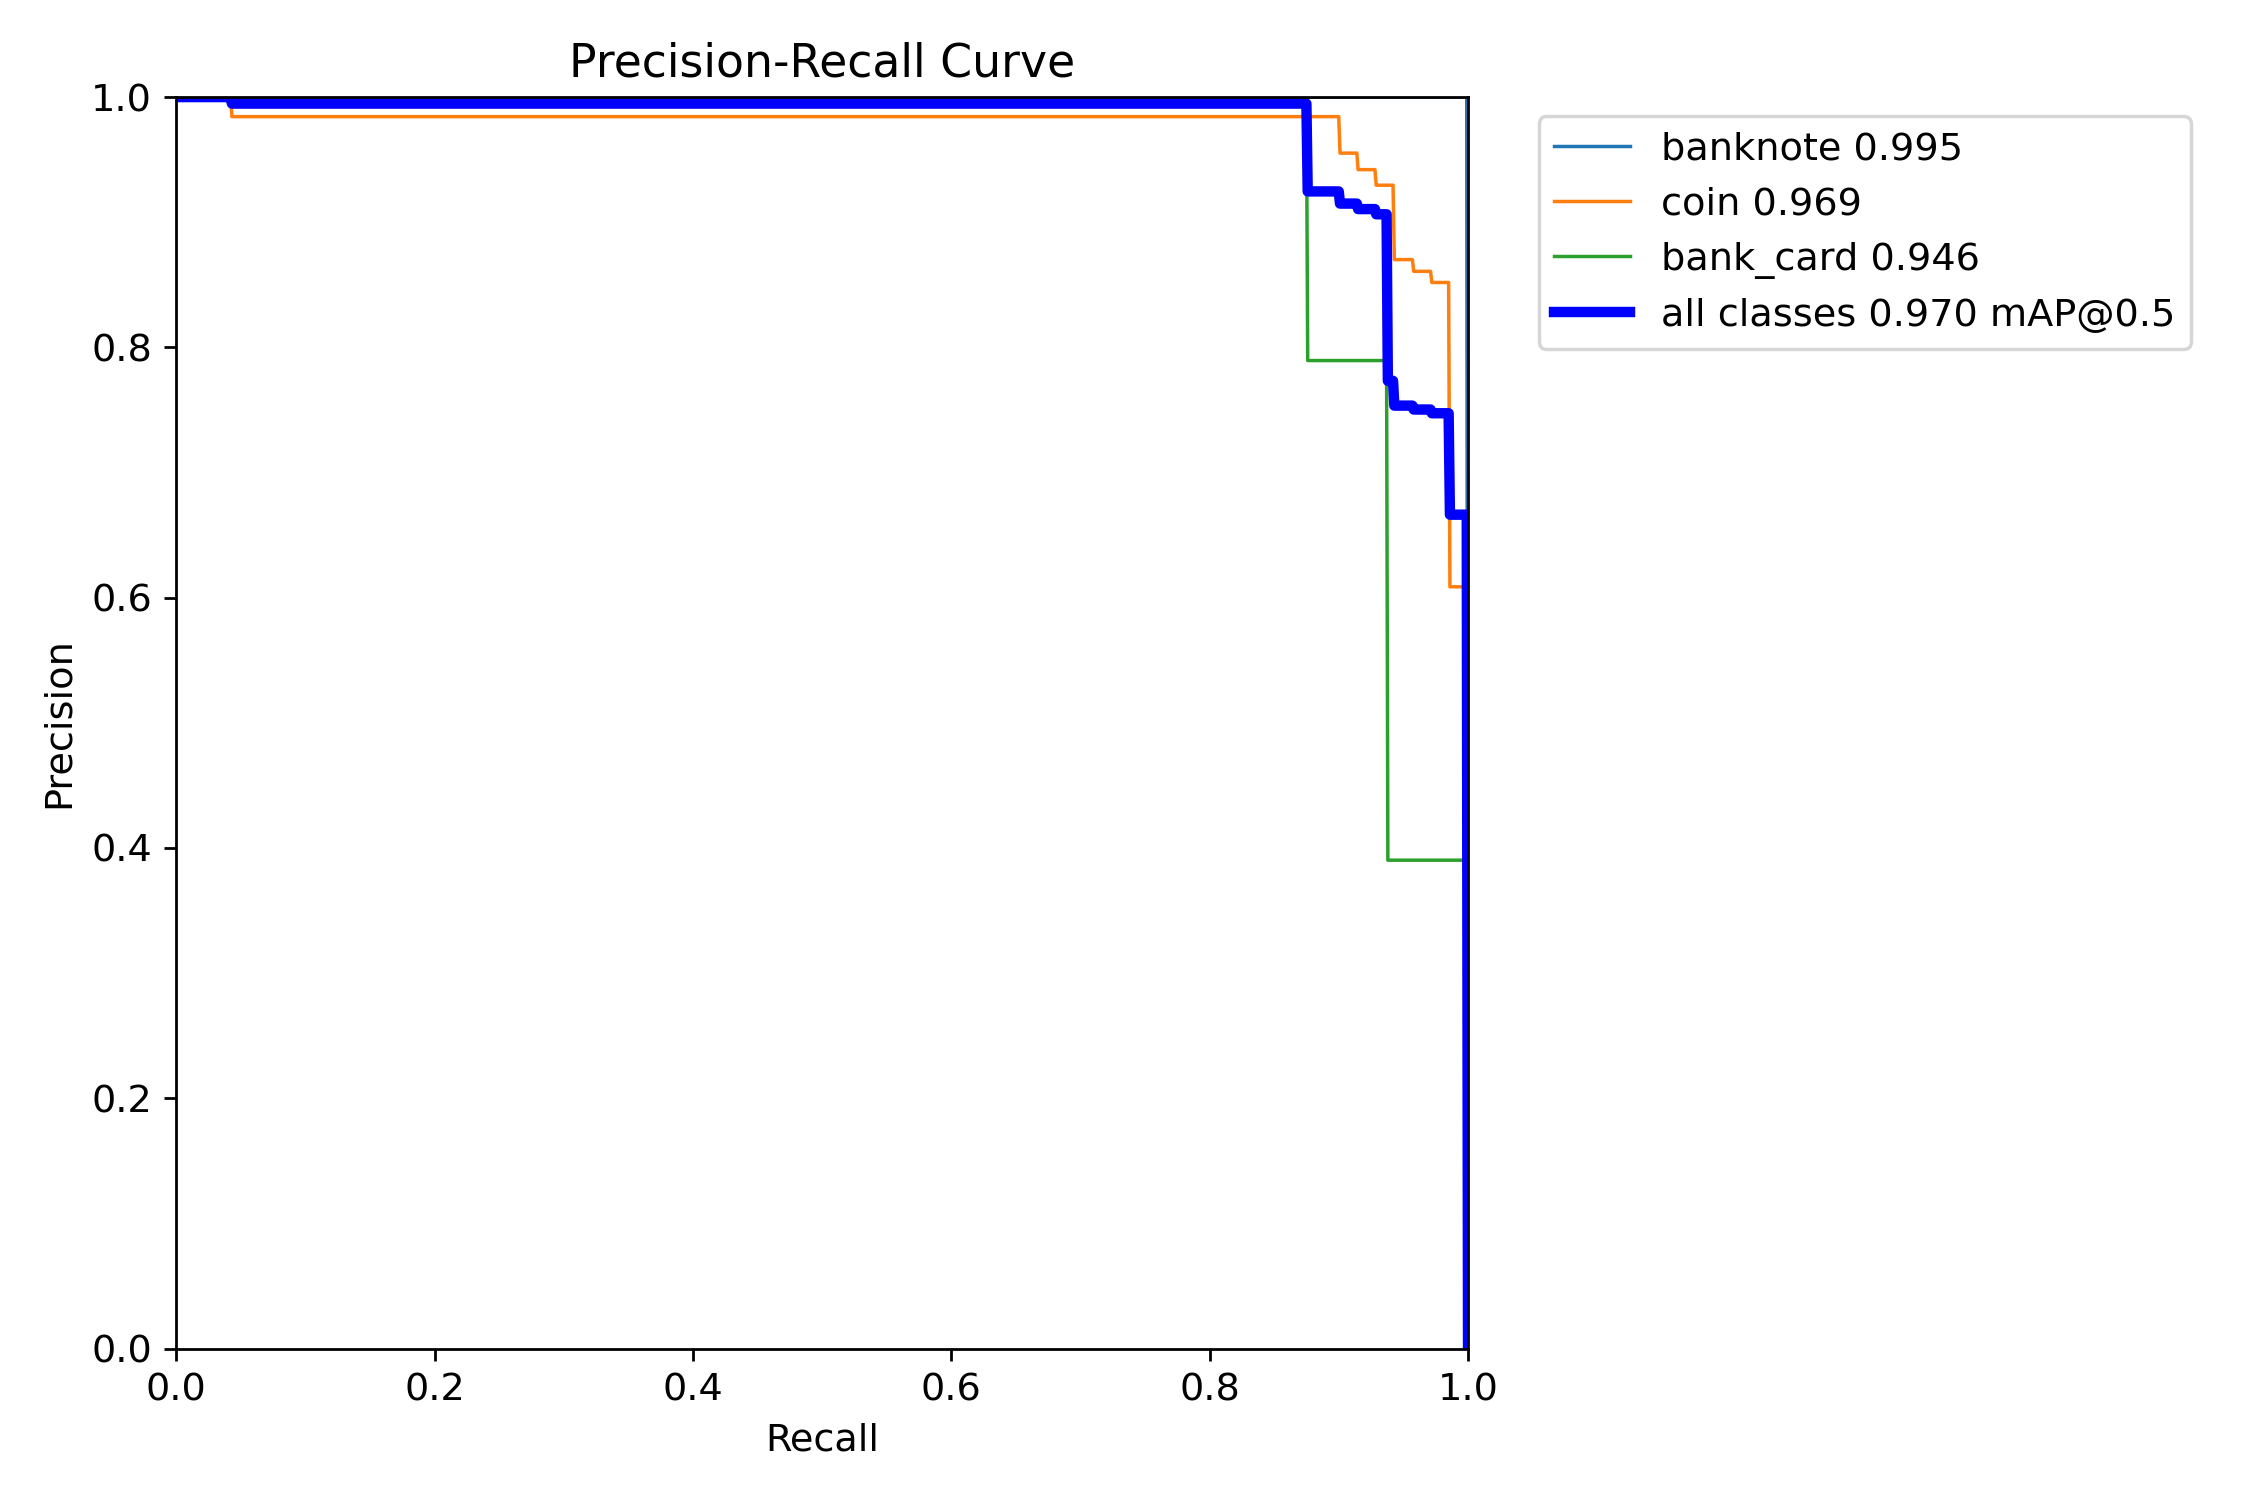 Precision-Recall Curve
1.0
0.8
0.6
0.4
0.2
0.0
Precision
0.0 0.2 0.4 0.6 0.8 1.0
Recall
banknote 0.995
coin 0.969
bank_card 0.946
all classes 0.970 mAP@0.5